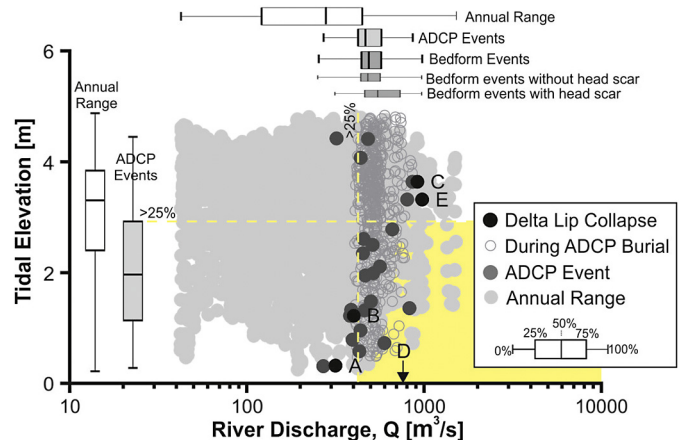 Annual Range
ADCP Events
Bedform Events
Bedform events without head scar
Bedform events with head scar
6
4
2
0
Tidal Elevation [m]
Annual
Range
ADCP
Events
>25%
>25%
C
E
B
A
D
Delta Lip Collapse
During ADCP Burial
ADCP Event
Annual Range
0%
25%
50%
75%
100%
10
100
1000
10000
River Discharge, Q [m³/s]